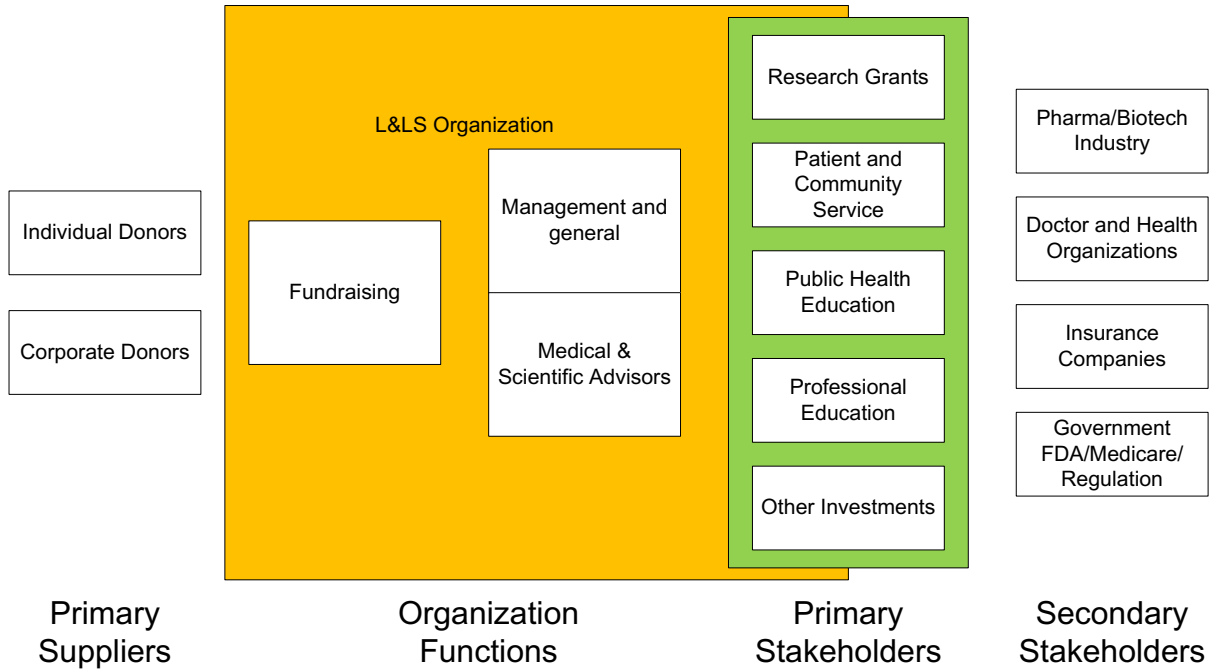 L&LS Organization
Individual Donors
Corporate Donors
Fundraising
Management and
general
Medical &
Scientific Advisors
Research Grants
Patient and
Community
Service
Public Health
Education
Professional
Education
Other Investments
Pharma/Biotech
Industry
Doctor and Health
Organizations
Insurance
Companies
Government
FDA/Medicare/
Regulation
Primary
Suppliers
Organization
Functions
Primary
Stakeholders
Secondary
Stakeholders